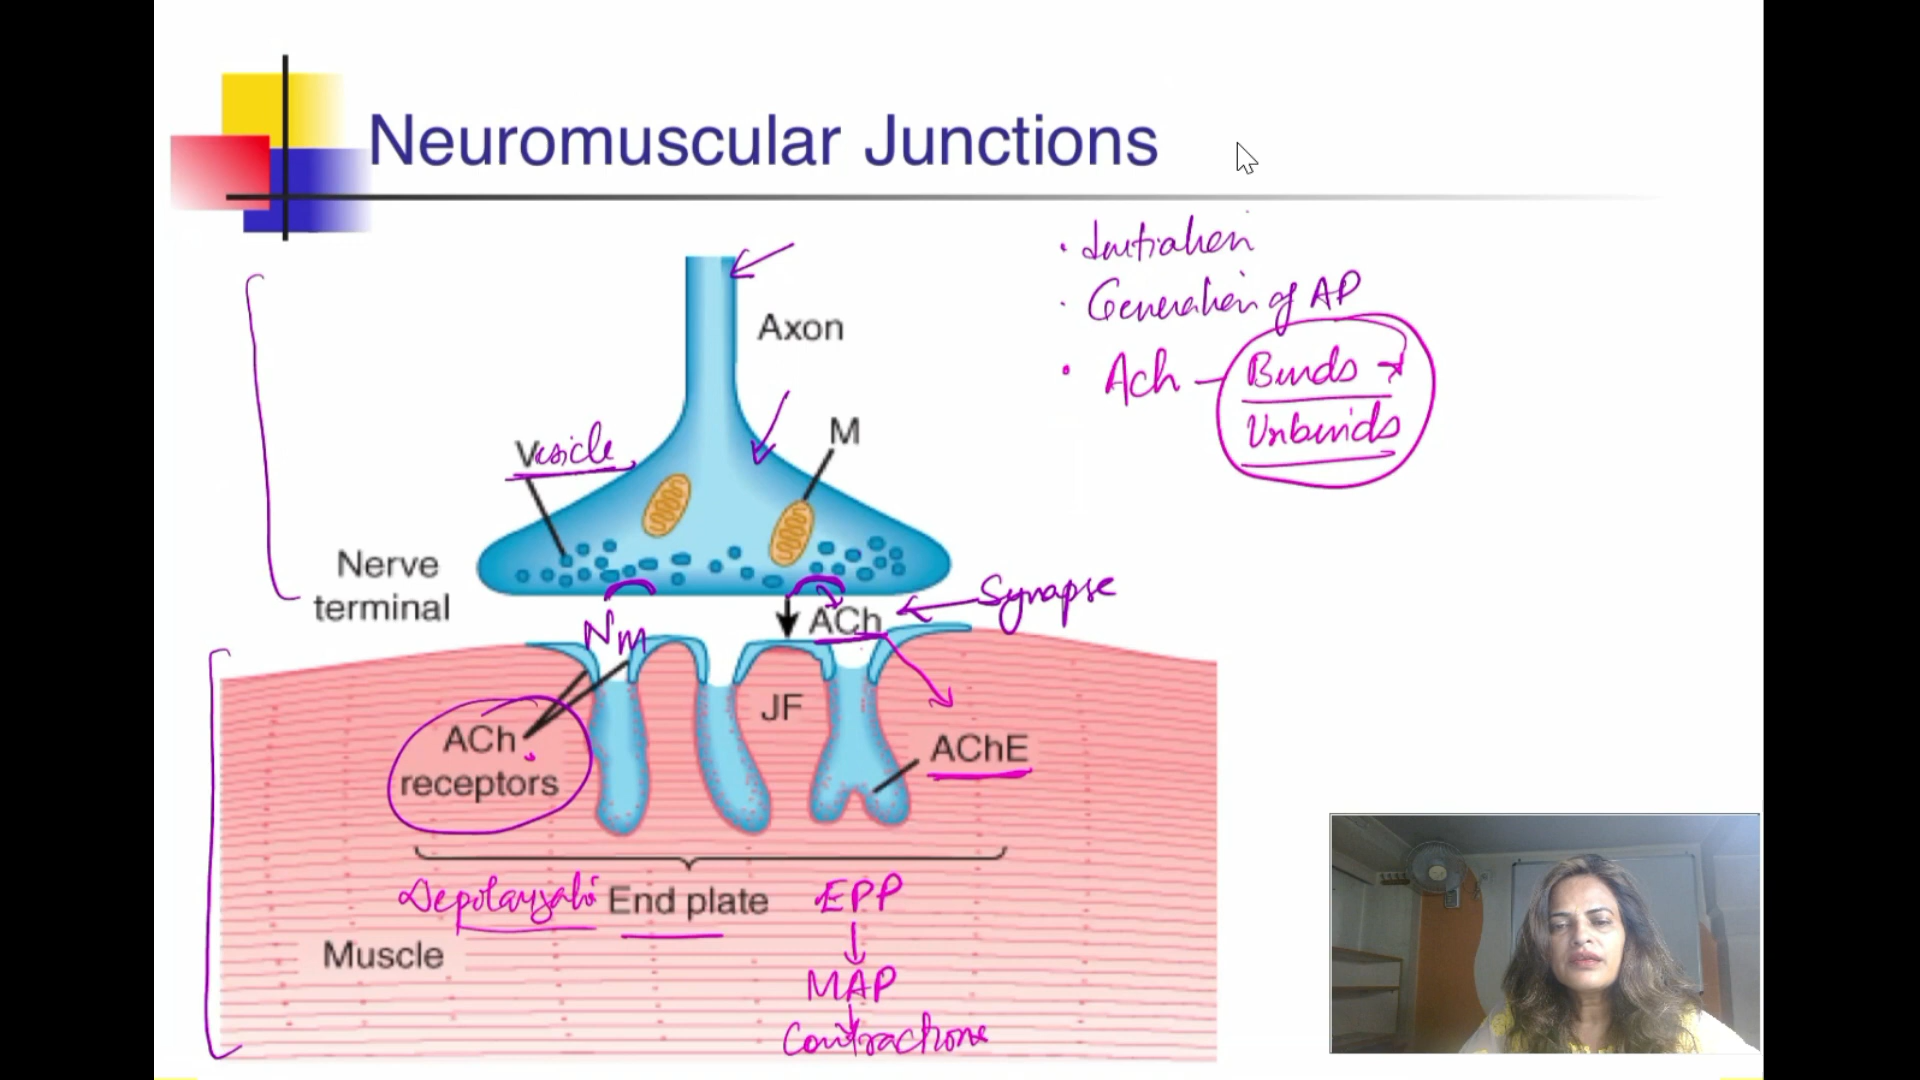 Neuromuscular Junctions
• Initiation
• Generation of AP
• Ach - Binds
Unbinds
Axon
Vesicle
M
Nerve
terminal
ACh
Synapse
Nm
JF
ACh
receptors
AChE
Depolarization End plate EPP
Muscle
MAP
Contractions